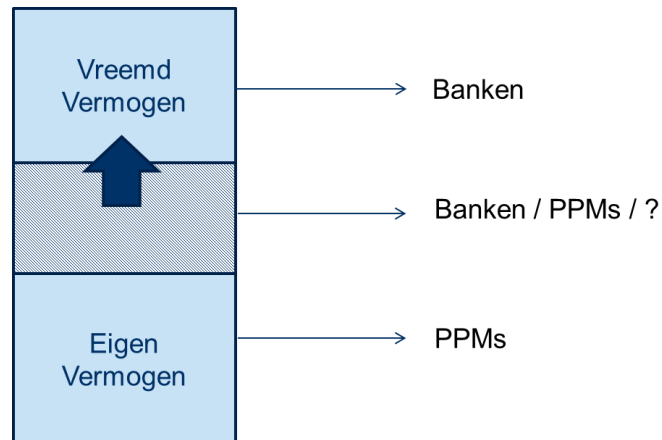 Vreemd
Vermogen
Banken
Banken / PPMs / ?
Eigen
Vermogen
PPMs